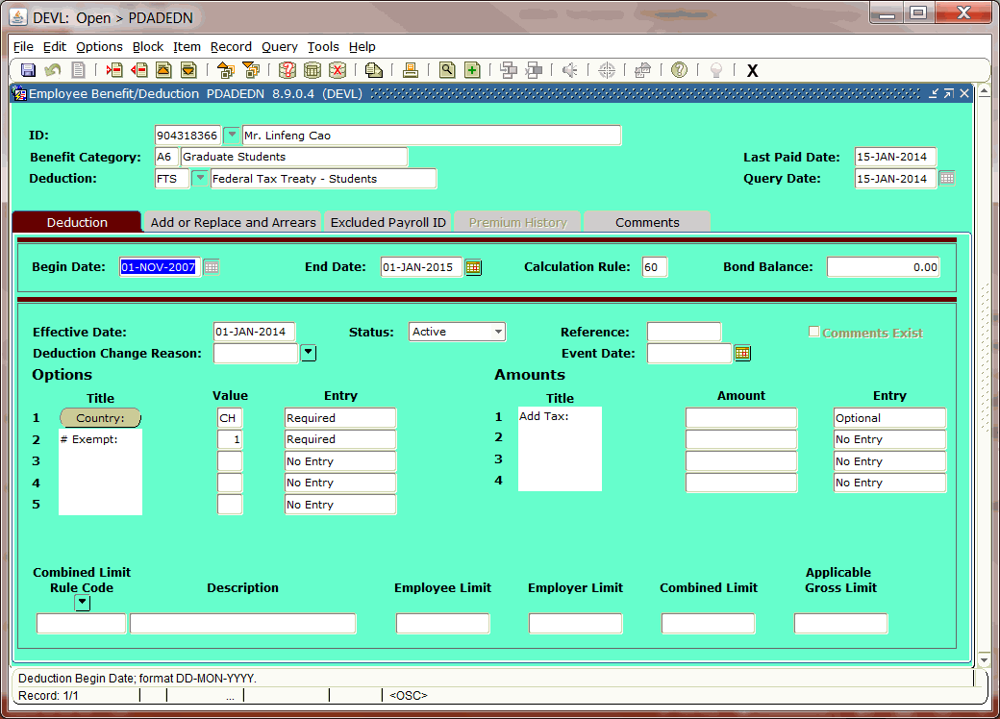 DEVL: Open > PDADEDN
File Edit Options Block Item Record Query Tools Help
X
Employee Benefit/Deduction PDADEDN 8.9.0.4 (DEVL)
ID: 904318366 Mr. Linfeng Cao
Benefit Category: A6 Graduate Students Last Paid Date: 15-JAN-2014
Deduction: FTS Federal Tax Treaty - Students Query Date: 15-JAN-2014
Deduction Add or Replace and Arrears Excluded Payroll ID Premium History Comments
Begin Date: 01-NOV-2007 End Date: 01-JAN-2015 Calculation Rule: 60 Bond Balance: 0.00
Effective Date: 01-JAN-2014 Status: Active Reference: Comments Exist
Deduction Change Reason: Event Date:
Options Amounts
Title Value Entry Title Amount Entry
1 Country: CH Required 1 Add Tax: Optional
2 # Exempt: 1 Required 2 No Entry
3 No Entry 3 No Entry
4 No Entry 4 No Entry
5 No Entry
Combined Limit Applicable
Rule Code Description Employee Limit Employer Limit Combined Limit Gross Limit
Deduction Begin Date; format DD-MON-YYYY.
Record: 1/1 ... <OSC>